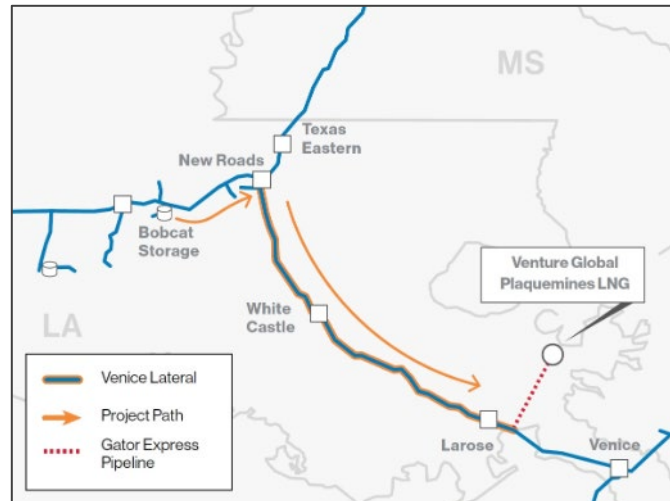 MS
Texas
Eastern
New Roads
Bobcat
Storage
Venture Global
Plaquemines LNG
White
Castle
LA
Venice Lateral
Project Path
Gator Express
Pipeline
Larose
Venice